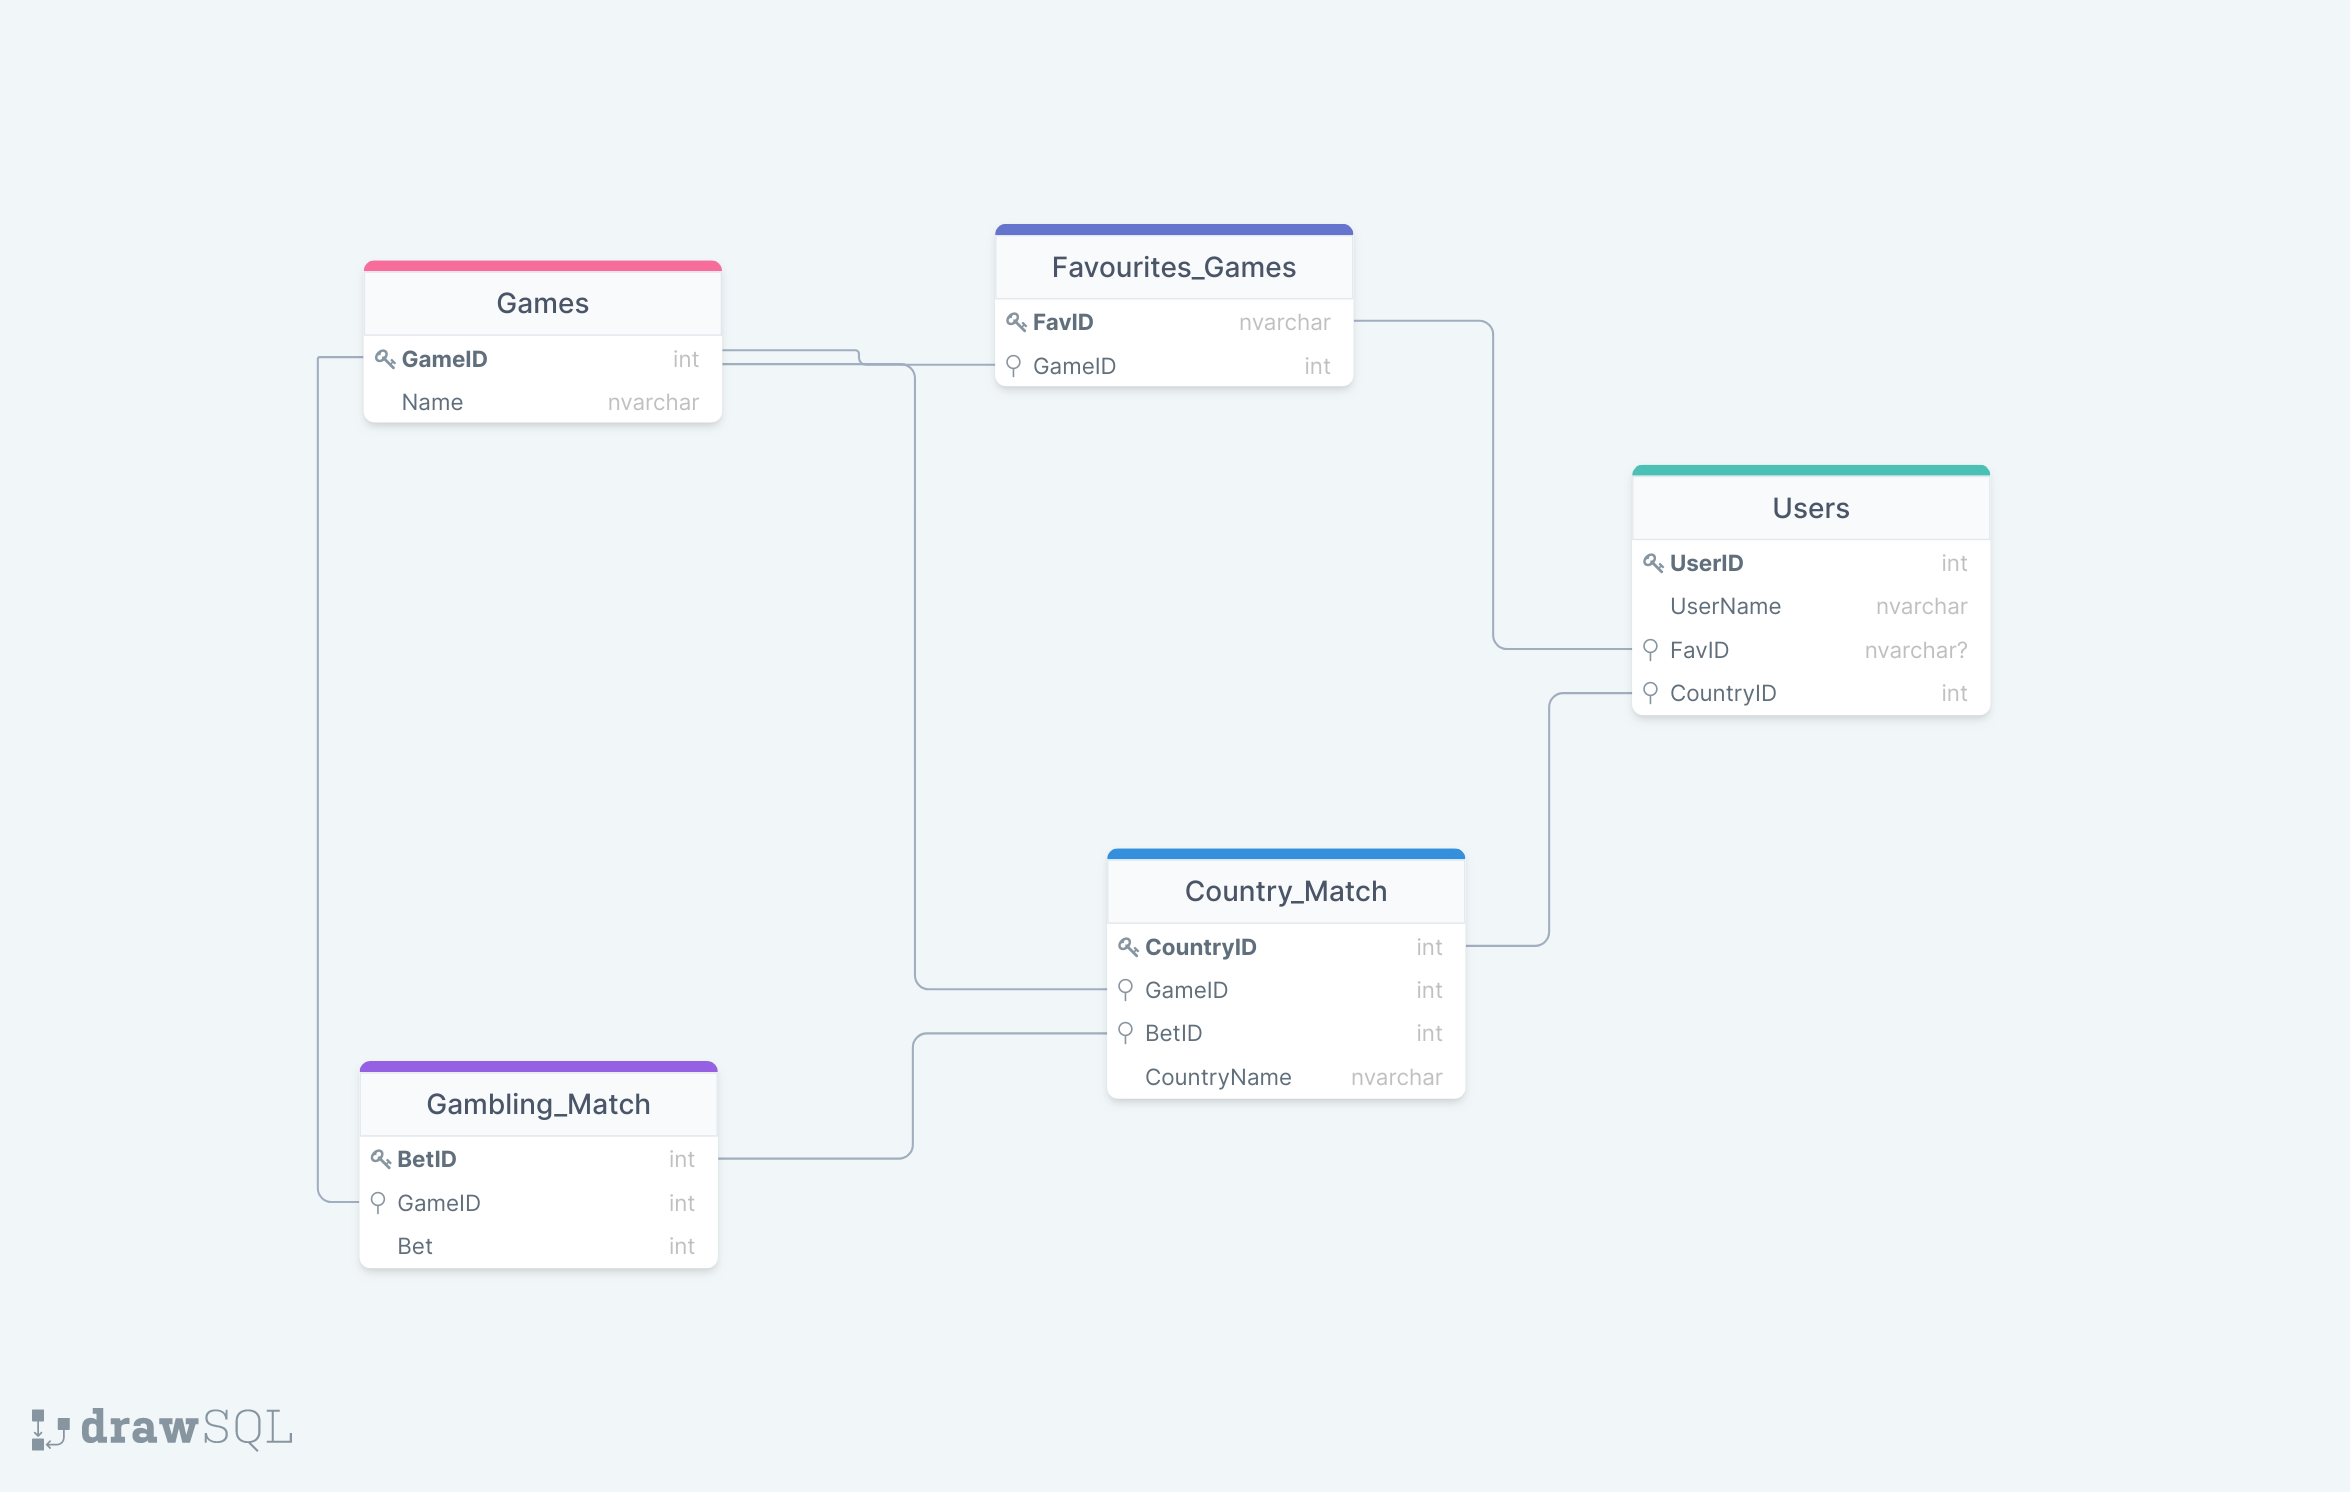 Games
GameID int
Name nvarchar
Favourites_Games
FavID nvarchar
GameID int
Users
UserID int
UserName nvarchar
FavID nvarchar?
CountryID int
Country_Match
CountryID int
GameID int
BetID int
CountryName nvarchar
Gambling_Match
BetID int
GameID int
Bet int
drawSQL